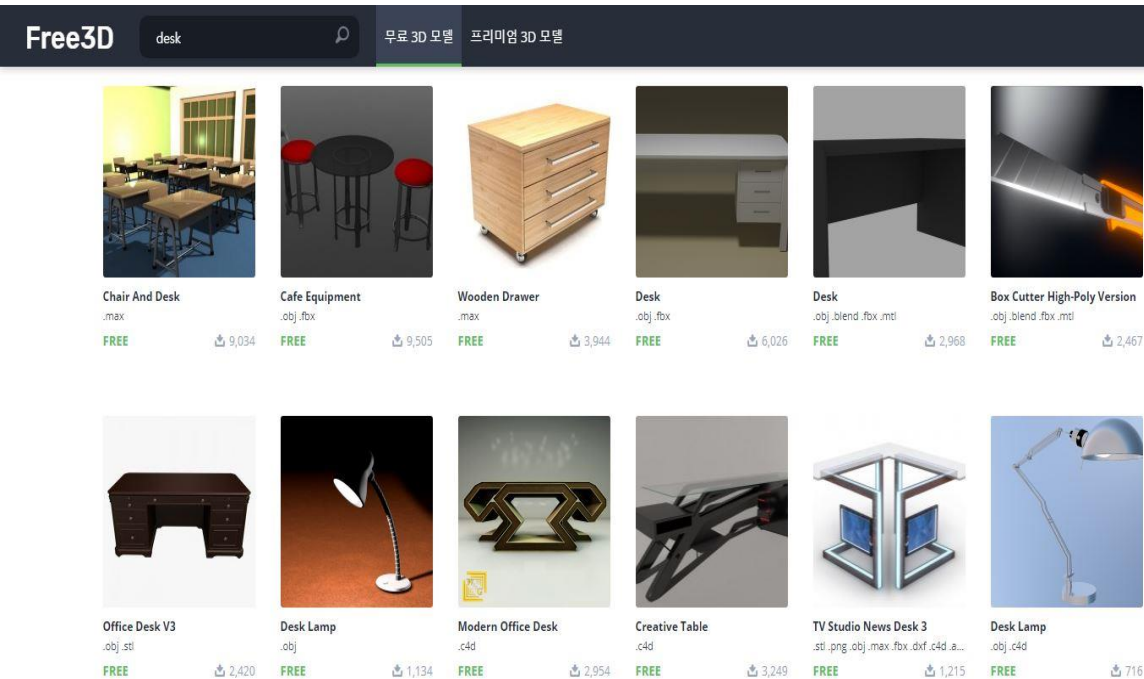 Free3D
desk
무료 3D 모델
프리미엄 3D 모델
Chair And Desk
.max
FREE
9,034
Cafe Equipment
.obj .fbx
FREE
9,505
Wooden Drawer
.max
FREE
3,944
Desk
.obj .fbx
FREE
6,026
Desk
.obj .blend .fbx .mtl
FREE
2,968
Box Cutter High-Poly Version
.obj .blend .fbx .mtl
FREE
2,467
Office Desk V3
.obj .stl
FREE
2,420
Desk Lamp
.obj
FREE
1,134
Modern Office Desk
.c4d
FREE
2,954
Creative Table
.c4d
FREE
3,249
TV Studio News Desk 3
.stl .png .obj .max .fbx .dxf .c4d .a...
FREE
1,215
Desk Lamp
.obj .c4d
FREE
716